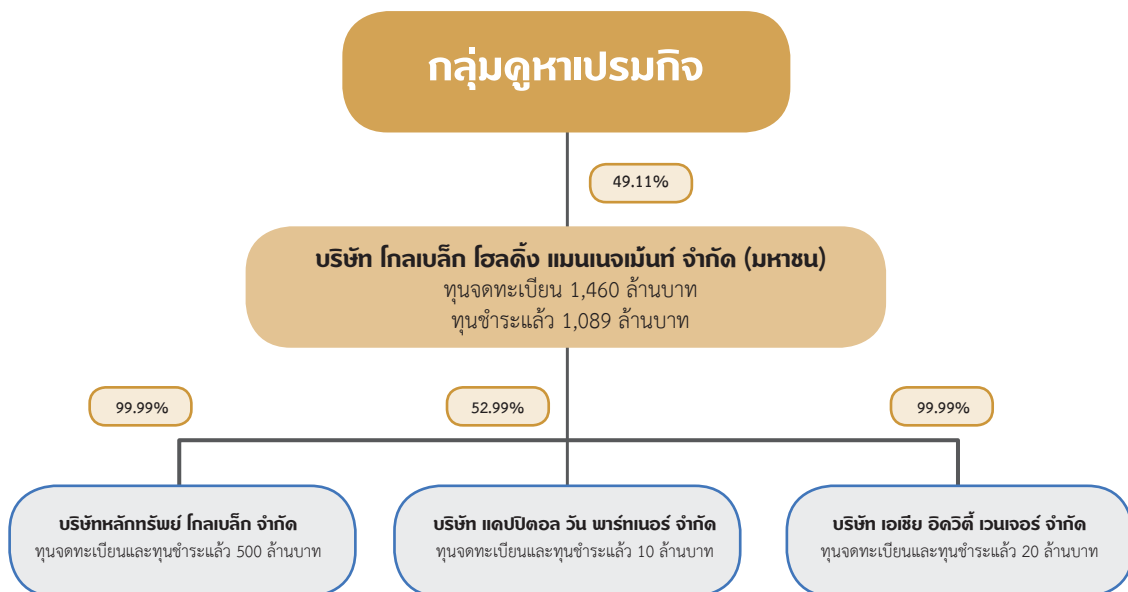 กลุ่มคูหาเปรมกิจ
49.11%
บริษัท โกลเบล็ก โฮลดิ้ง แมนเนจเม้นท์ จำกัด (มหาชน)
ทุนจดทะเบียน 1,460 ล้านบาท
ทุนชำระแล้ว 1,089 ล้านบาท
99.99%
52.99%
99.99%
บริษัทหลักทรัพย์ โกลเบล็ก จำกัด
ทุนจดทะเบียนและทุนชำระแล้ว 500 ล้านบาท
บริษัท แคปปิตอล วัน พาร์ทเนอร์ จำกัด
ทุนจดทะเบียนและทุนชำระแล้ว 10 ล้านบาท
บริษัท เอเชีย อิควิตี้ เวนเจอร์ จำกัด
ทุนจดทะเบียนและทุนชำระแล้ว 20 ล้านบาท